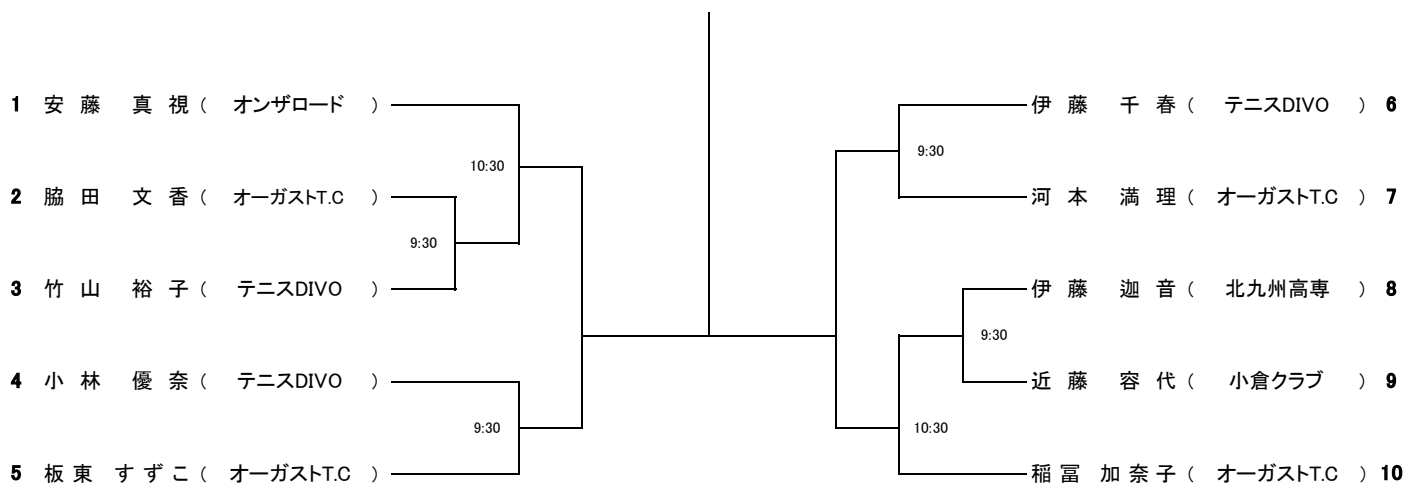 1 安藤 真視（ オンザロード ）
10:30
2 脇田 文香（ オーガストT.C ）
9:30
3 竹山 裕子（ テニスDIVO ）
4 小林 優奈（ テニスDIVO ）
9:30
5 板東 すずこ（ オーガストT.C ）
伊藤 千春（ テニスDIVO ） 6
9:30
河本 満理（ オーガストT.C ） 7
伊藤 迦音（ 北九州高専 ） 8
9:30
近藤 容代（ 小倉クラブ ） 9
10:30
稲冨 加奈子（ オーガストT.C ） 10